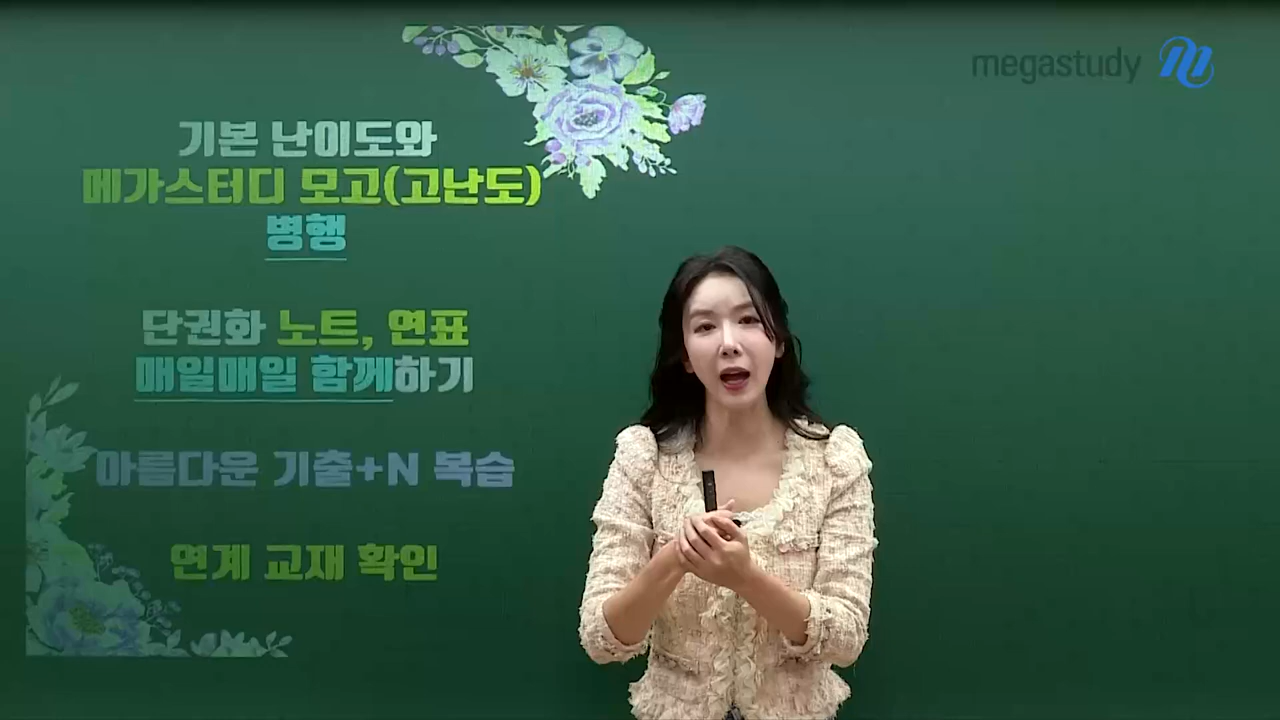 megastudy
기본 난이도와
메가스터디 모고(고난도)
병행
단권화 노트, 연표
매일매일 함께하기
아름다운 기출+N 복습
연계 교재 확인